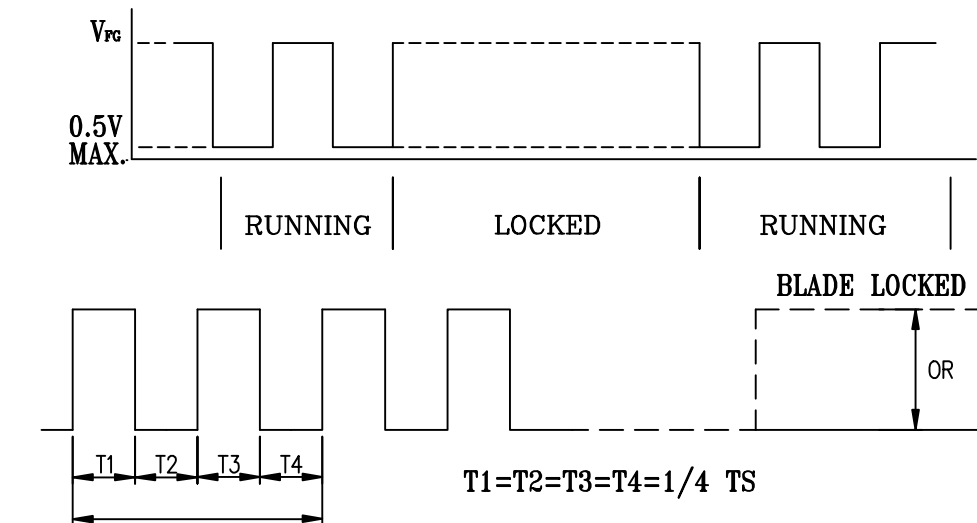 VFG
0.5V
MAX.
RUNNING LOCKED RUNNING
BLADE LOCKED
OR
T1 T2 T3 T4
T1=T2=T3=T4=1/4 TS